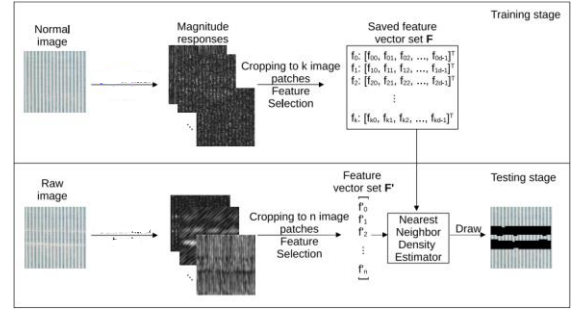 Training stage
Normal
image
Magnitude
responses
Cropping to k image
patches
Feature
Selection
Saved feature
vector set F
f₀: [f₀₀, f₀₁, f₀₂, ..., f₀d-1]ᵀ
f₁: [f₁₀, f₁₁, f₁₂, ..., f₁d-1]ᵀ
f₂: [f₂₀, f₂₁, f₂₂, ..., f₂d-1]ᵀ
⋮
fₖ: [fₖ₀, fₖ₁, fₖ₂, ..., fₖd-1]ᵀ
Testing stage
Raw
image
Cropping to n image
patches
Feature
Selection
Feature
vector set F'
f'₀
f'₁
f'₂
⋮
f'ₙ
Nearest
Neighbor
Density
Estimator
Draw